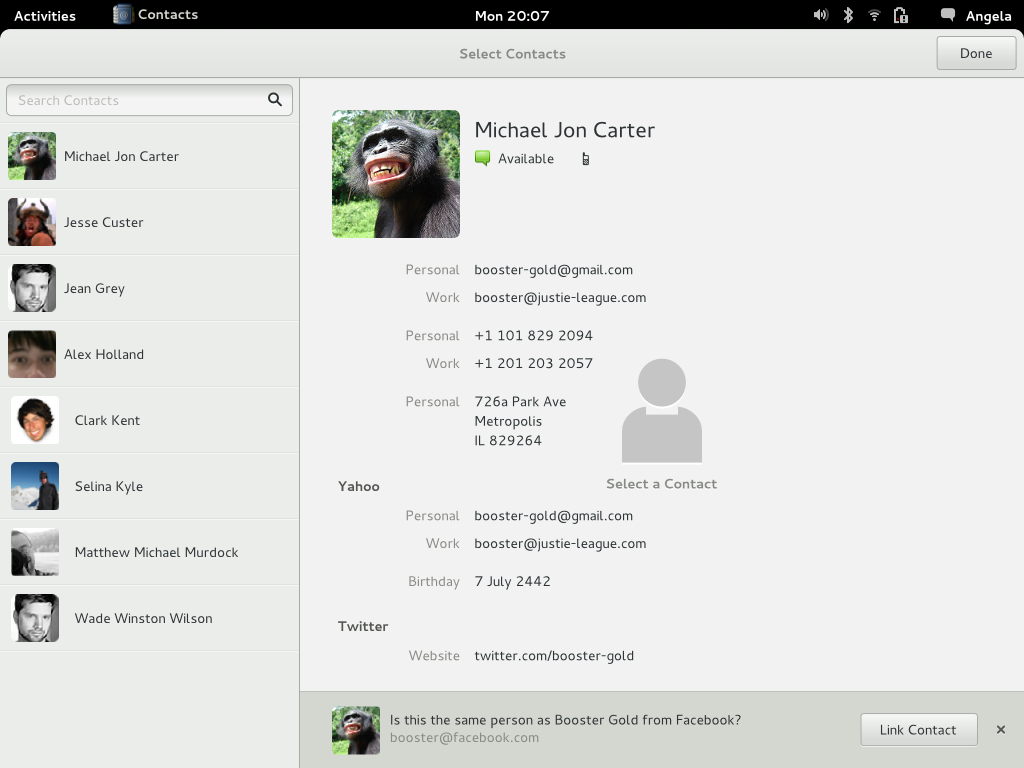 Activities
Contacts
Mon 20:07
Angela
Select Contacts
Done
Search Contacts
Michael Jon Carter
Jesse Custer
Jean Grey
Alex Holland
Clark Kent
Selina Kyle
Matthew Michael Murdock
Wade Winston Wilson
Michael Jon Carter
Available
Personal booster-gold@gmail.com
Work booster@justie-league.com
Personal +1 101 829 2094
Work +1 201 203 2057
Personal 726a Park Ave
Metropolis
IL 829264
Select a Contact
Yahoo
Personal booster-gold@gmail.com
Work booster@justie-league.com
Birthday 7 July 2442
Twitter
Website twitter.com/booster-gold
Is this the same person as Booster Gold from Facebook?
booster@facebook.com
Link Contact